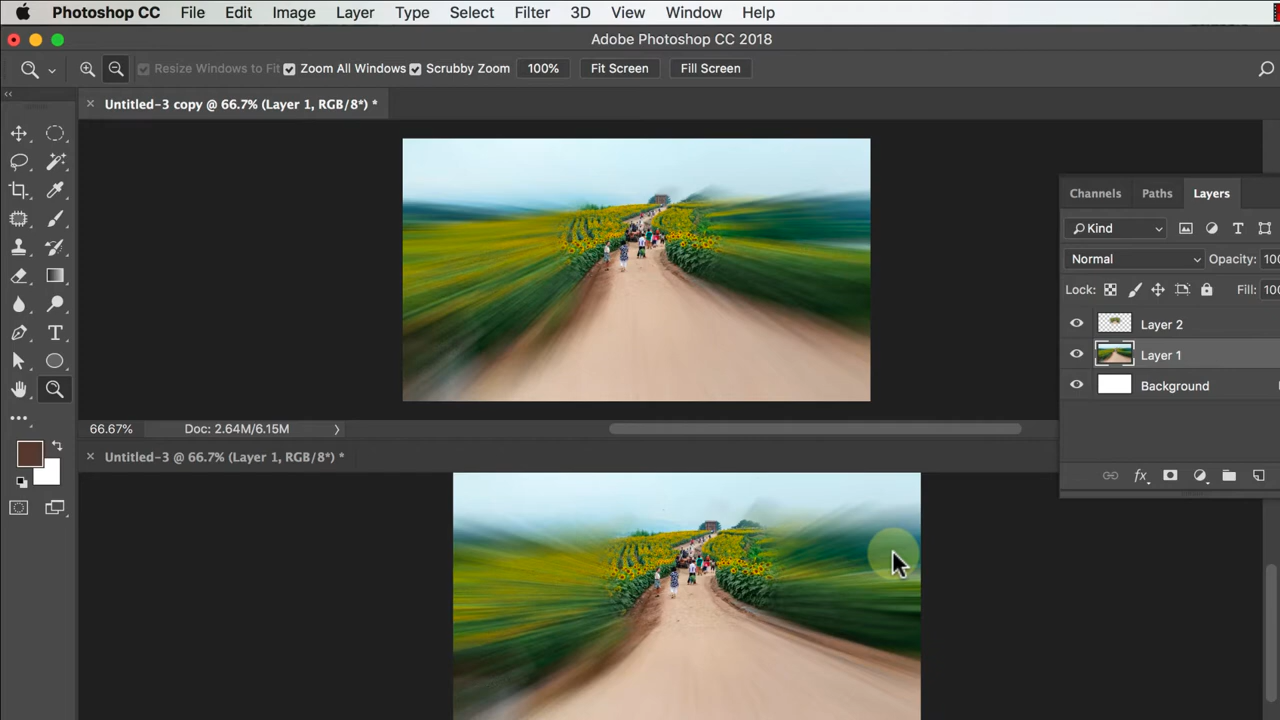 Photoshop CC File Edit Image Layer Type Select Filter 3D View Window Help
Adobe Photoshop CC 2018
Resize Windows to Fit Zoom All Windows Scrubby Zoom 100% Fit Screen Fill Screen
Untitled-3 copy @ 66.7% (Layer 1, RGB/8*) *
Channels Paths Layers
Kind
Normal Opacity: 100
Lock: Fill: 100
Layer 2
Layer 1
Background
66.67% Doc: 2.64M/6.15M
fx
Untitled-3 @ 66.7% (Layer 1, RGB/8*) *